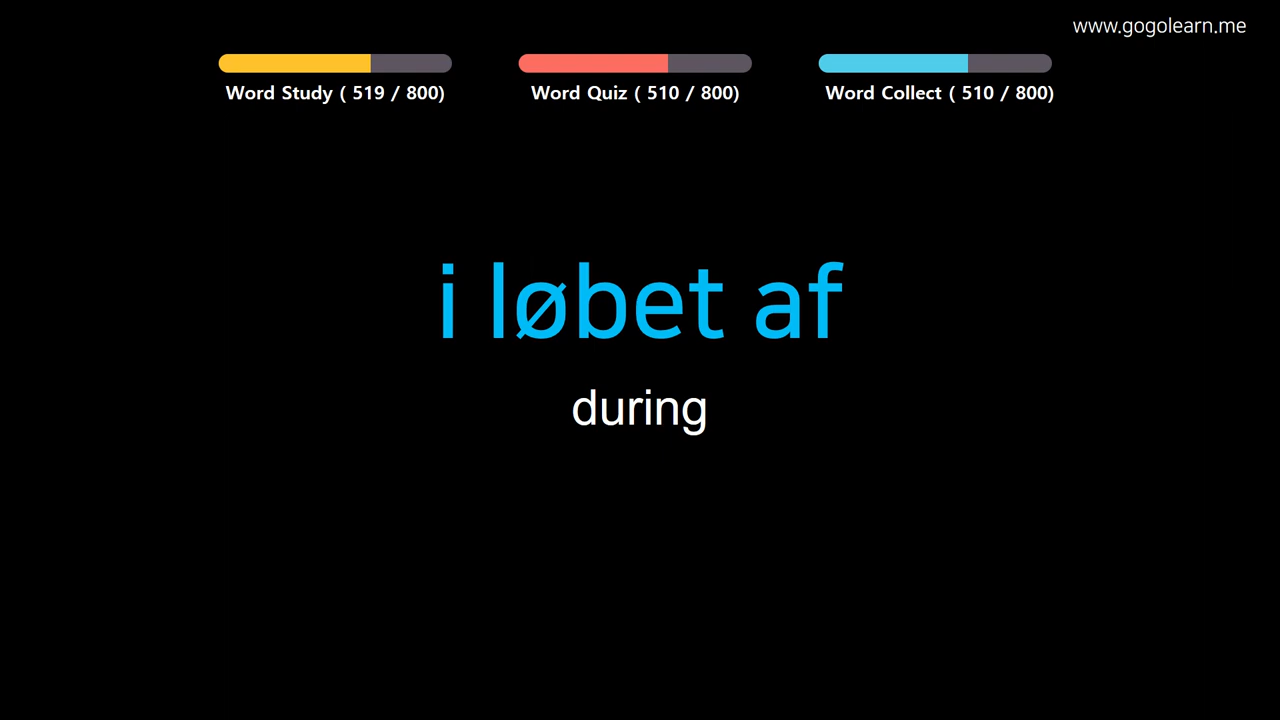 www.gogolearn.me
Word Study ( 519 / 800)
Word Quiz ( 510 / 800)
Word Collect ( 510 / 800)
i løbet af
during